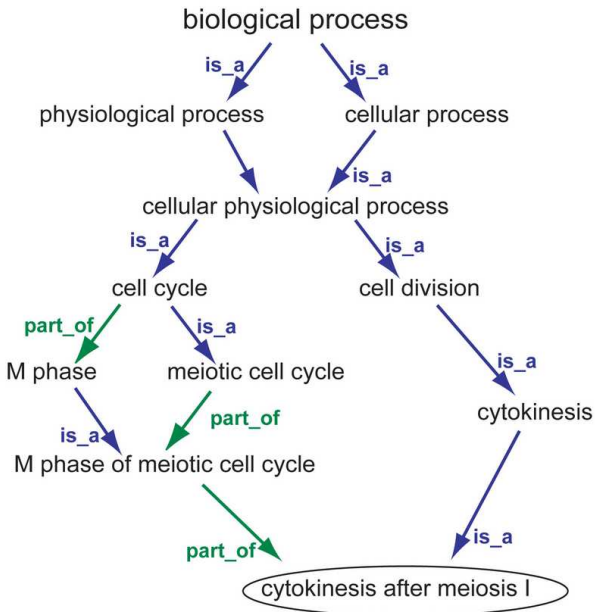 biological process
is_a
is_a
physiological process
cellular process
is_a
cellular physiological process
is_a
is_a
cell cycle
cell division
part_of
is_a
M phase
meiotic cell cycle
is_a
cytokinesis
part_of
is_a
M phase of meiotic cell cycle
part_of
is_a
cytokinesis after meiosis I